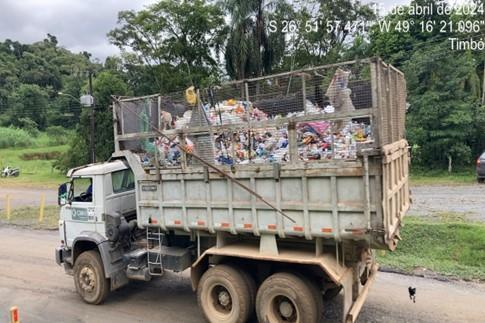 15 de abril de 2024
S 26° 51' 57.471" W 49° 16' 21.096"
Timbó